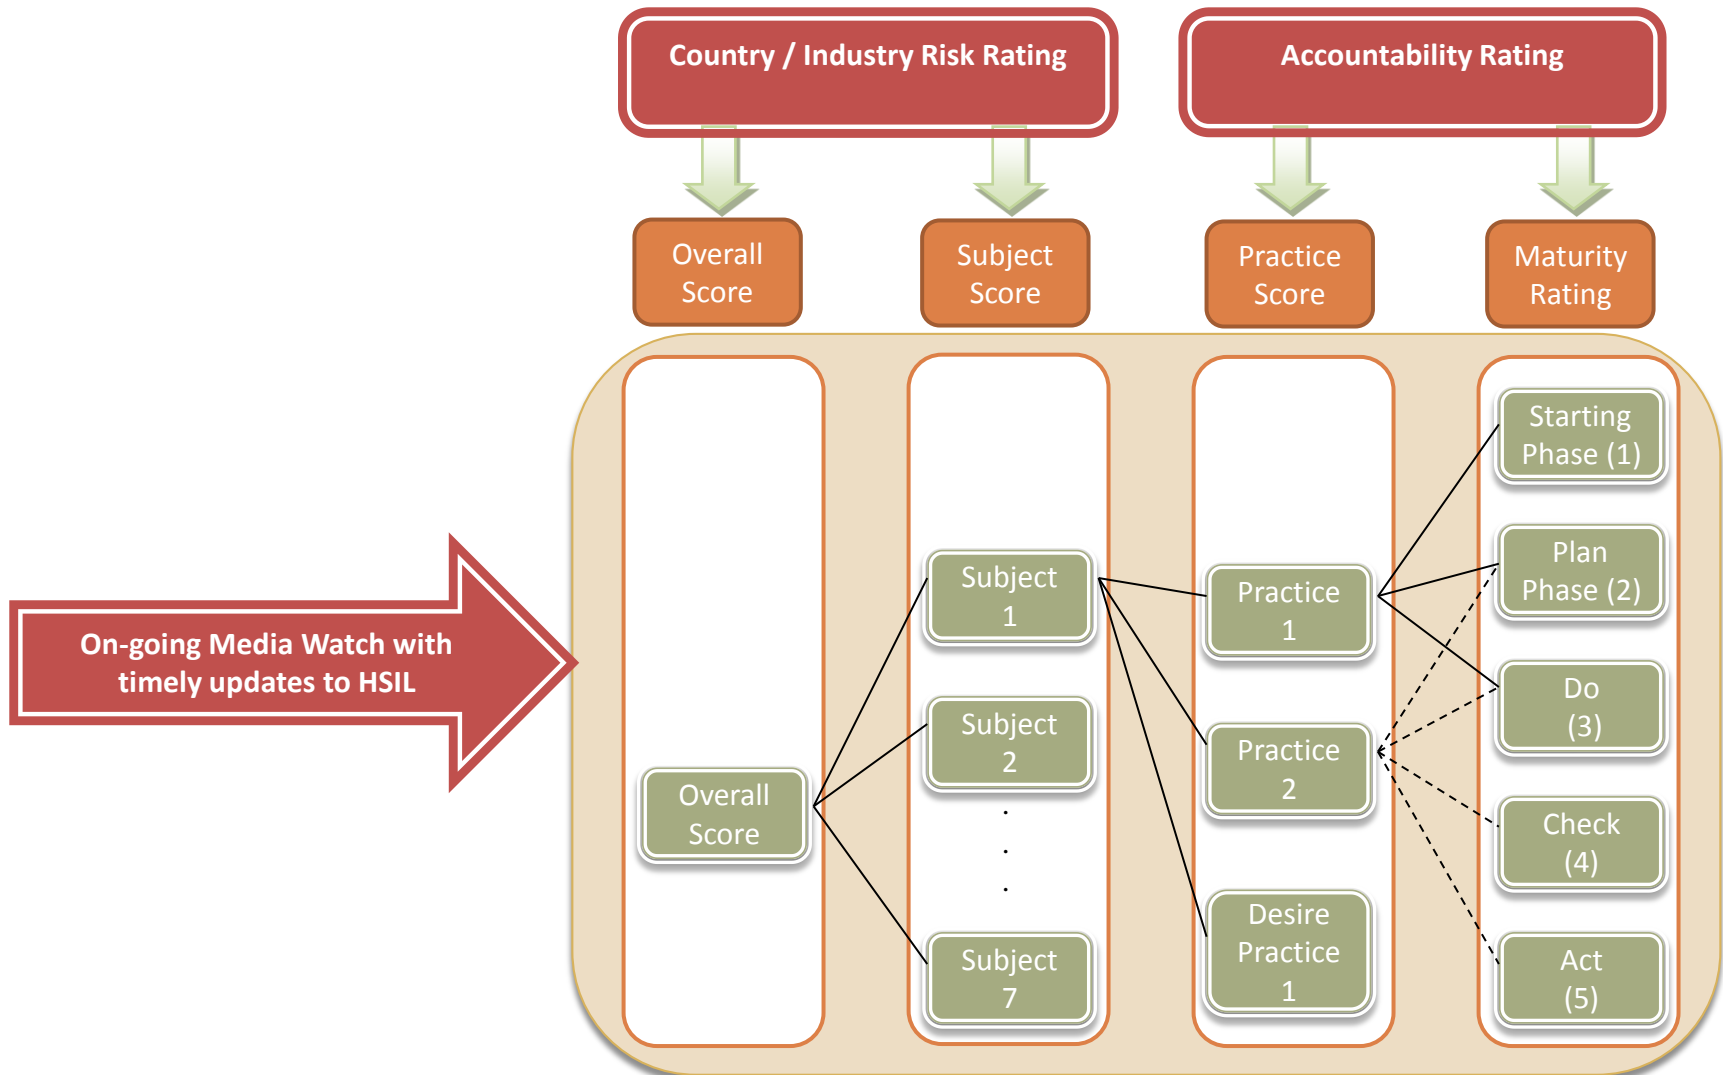 Country / Industry Risk Rating
Accountability Rating
Overall
Score
Subject
Score
Practice
Score
Maturity
Rating
On-going Media Watch with
timely updates to HSIL
Overall
Score
Subject
1
Subject
2
.
.
.
Subject
7
Practice
1
Practice
2
Desire
Practice
1
Starting
Phase (1)
Plan
Phase (2)
Do
(3)
Check
(4)
Act
(5)